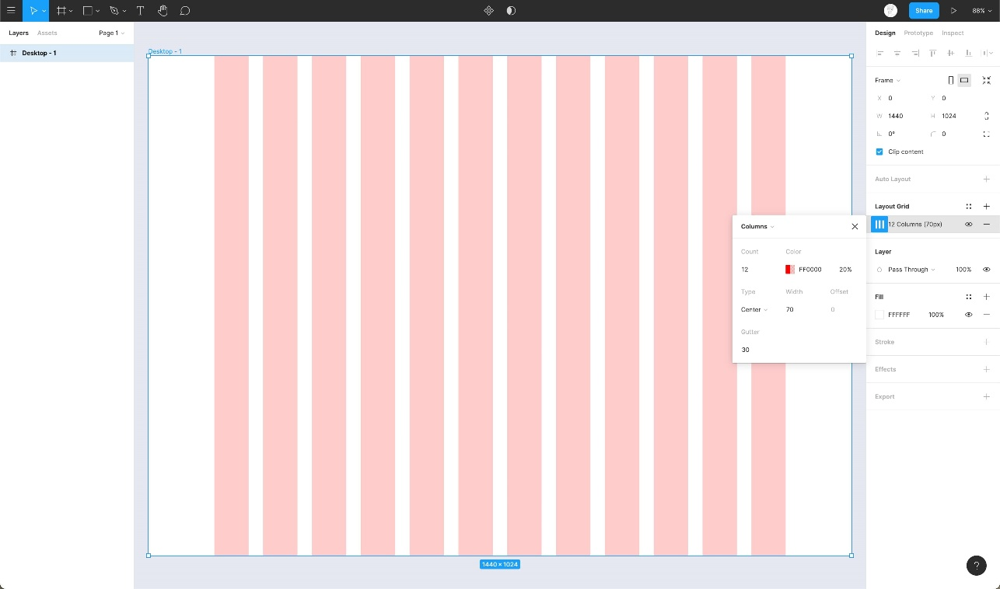 Share
88%
Layers Assets Page 1
Desktop - 1
Desktop - 1
1440 × 1024
Design Prototype Inspect
Frame
X 0 Y 0
W 1440 H 1024
0° 0
Clip content
Auto Layout
Layout Grid
12 Columns (70px)
Layer
Pass Through 100%
Fill
FFFFFF 100%
Stroke
Effects
Export
Columns
Count Color
12 FF0000 20%
Type Width Offset
Center 70 0
Gutter
30
?